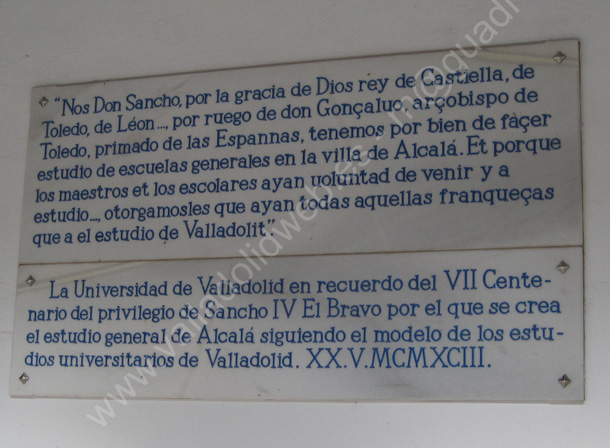 "Nos Don Sancho, por la gracia de Dios rey de Castiella, de
Toledo, de Léon..., por ruego de don Gonçaluo, arçobispo de
Toledo, primado de las Espannas, tenemos por bien de façer
estudio de escuelas generales en la villa de Alcalá. Et porque
los maestros et los escolares ayan uoluntad de venir y a
estudio..., otorgamosles que ayan todas aquellas franqueças
que a el estudio de Valladolit".
La Universidad de Valladolid en recuerdo del VII Cente-
nario del privilegio de Sancho IV El Bravo por el que se crea
el estudio general de Alcalá siguiendo el modelo de los estu-
dios universitarios de Valladolid. XX.V.MCMXCIII.